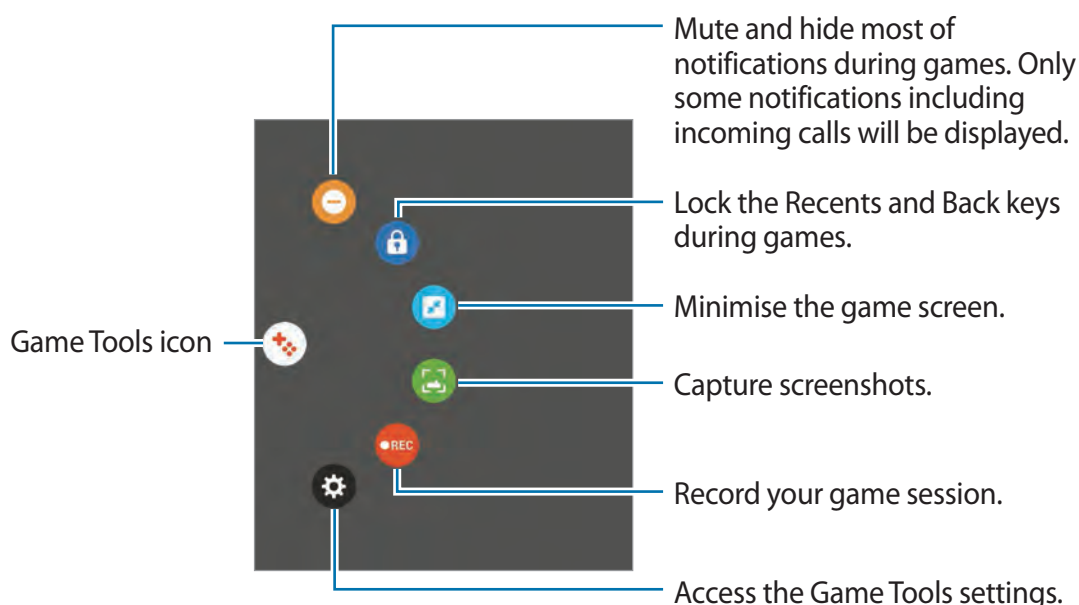 Mute and hide most of
notifications during games. Only
some notifications including
incoming calls will be displayed.
Lock the Recents and Back keys
during games.
Minimise the game screen.
Game Tools icon
Capture screenshots.
REC
Record your game session.
Access the Game Tools settings.